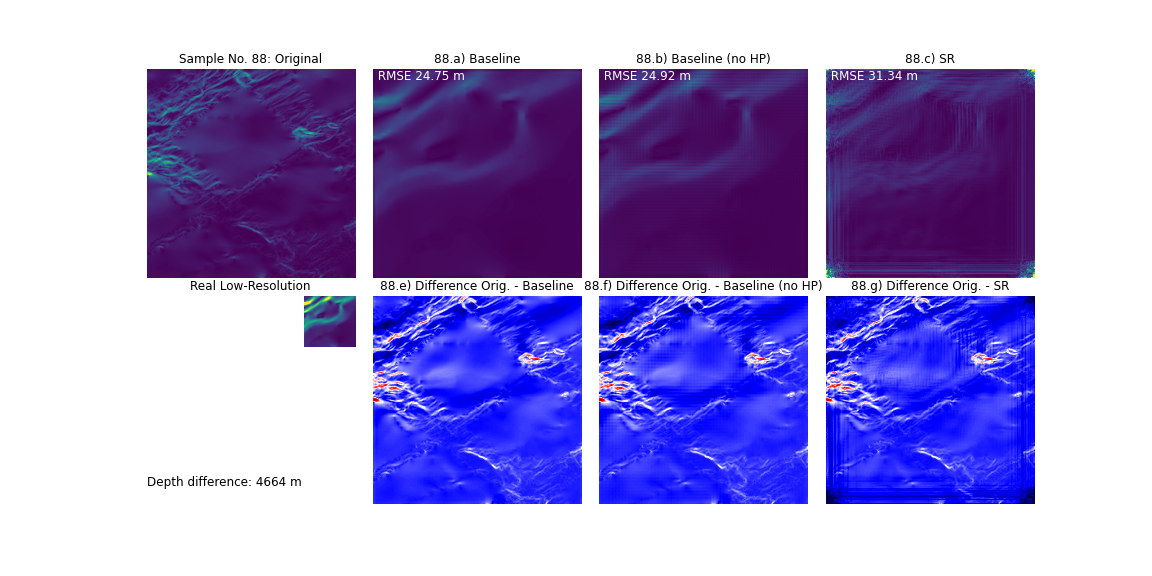 Sample No. 88: Original
88.a) Baseline
88.b) Baseline (no HP)
88.c) SR
RMSE 24.75 m
RMSE 24.92 m
RMSE 31.34 m
Real Low-Resolution
88.e) Difference Orig. - Baseline
88.f) Difference Orig. - Baseline (no HP)
88.g) Difference Orig. - SR
Depth difference: 4664 m